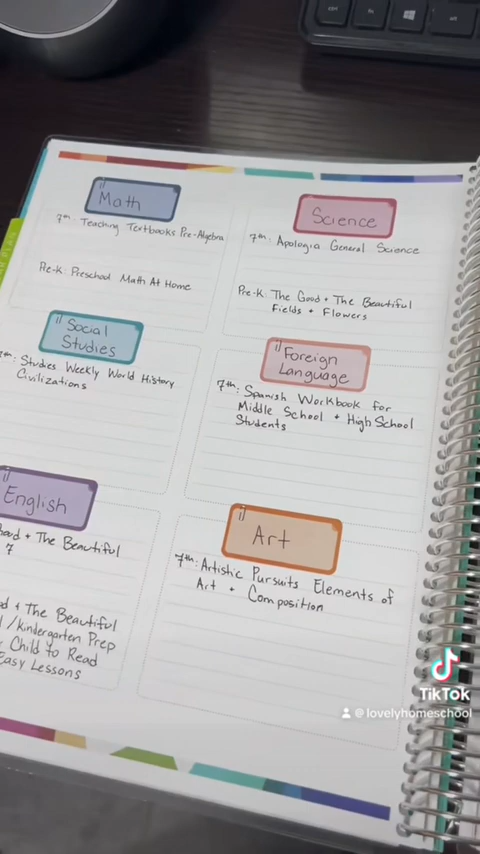 ctrl
alt
Math
7th: Teaching Textbooks Pre-Algebra
Pre-K: Preschool Math At Home
Science
7th: Apologia General Science
Pre-K: The Good + The Beautiful
Fields + Flowers
Social
Studies
7th: Studies Weekly World History
Civilizations
Foreign
Language
7th: Spanish Workbook for
Middle School + High School
Students
English
+ The Beautiful
7
+ The Beautiful
/Kindergarten Prep
Child to Read
Easy Lessons
Art
7th: Artistic Pursuits Elements of
Art + Composition
TikTok
@lovelyhomeschool